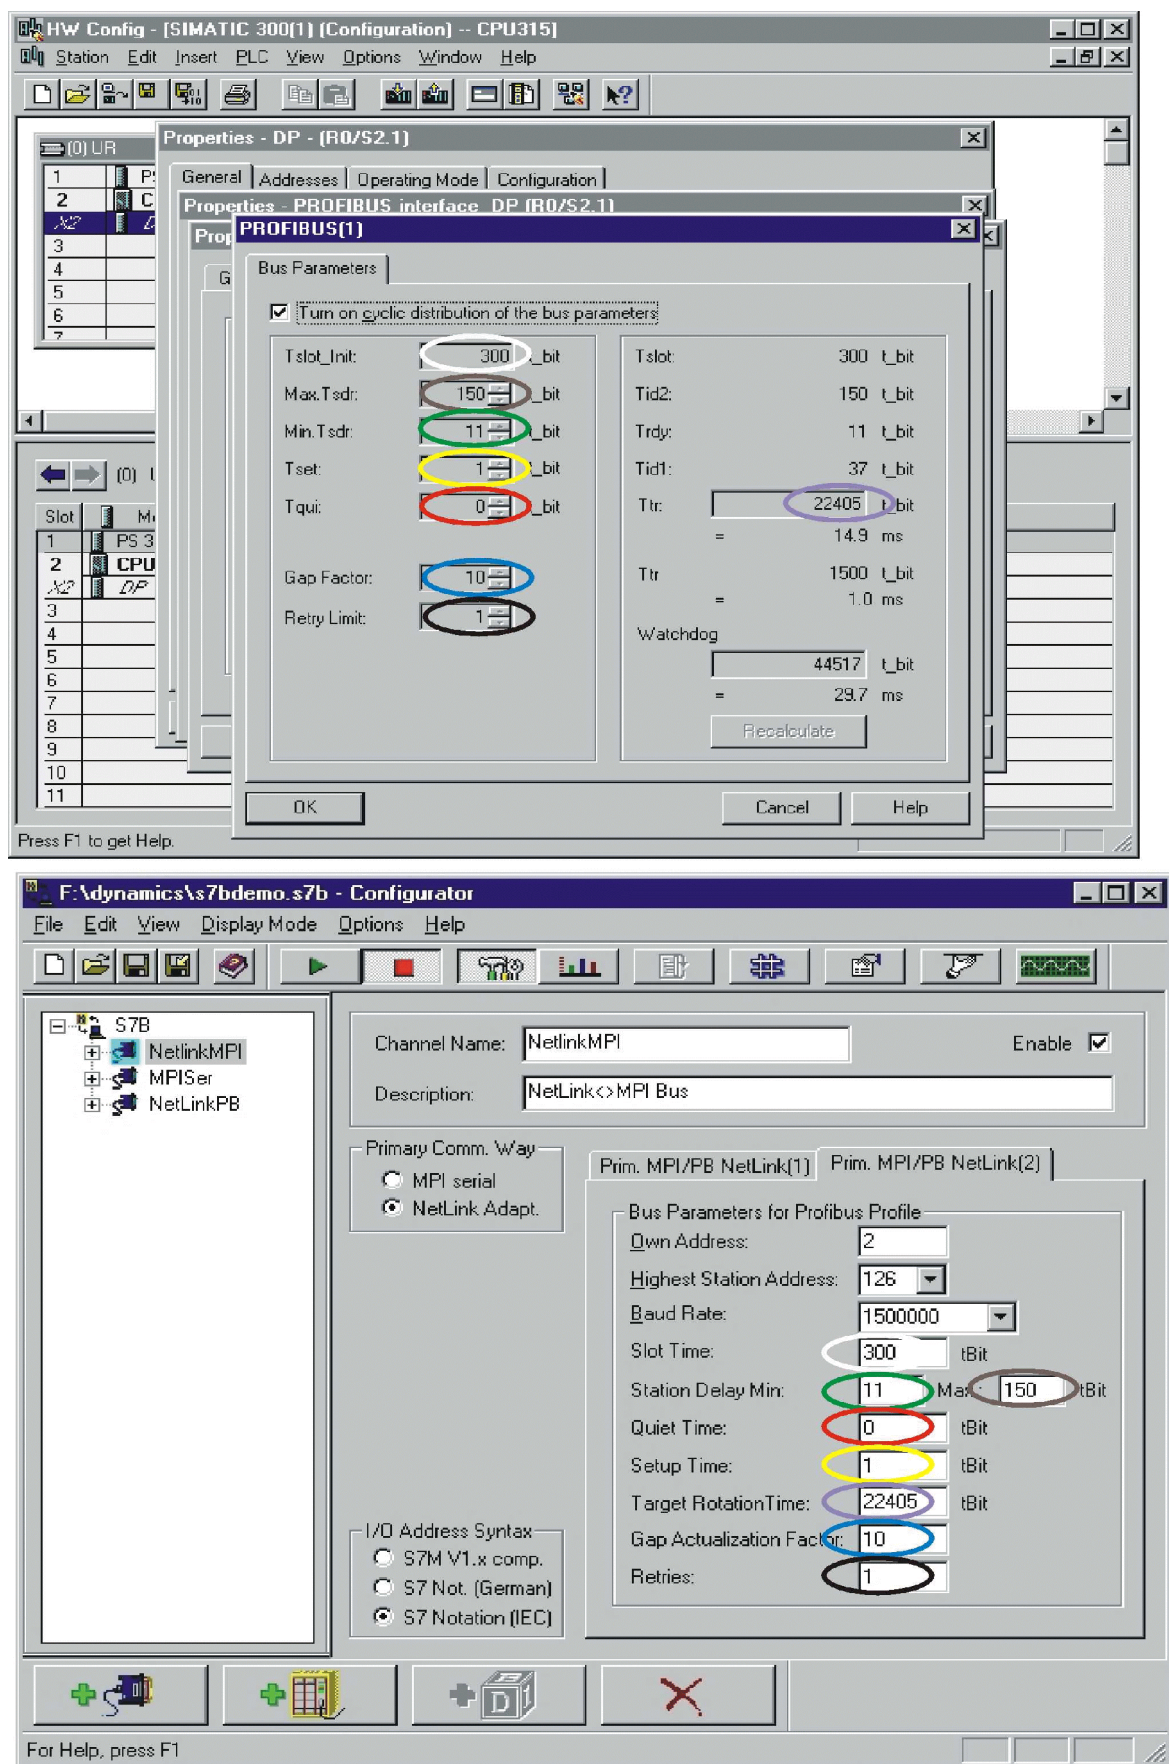 HW Config - [SIMATIC 300(1) (Configuration) -- CPU315]
Station Edit Insert PLC View Options Window Help
(0) UR
1
2
X2
3
4
5
6
7
Properties - DP - (R0/S2.1)
General Addresses Operating Mode Configuration
Properties - PROFIBUS interface DP (R0/S2.1)
PROFIBUS(1)
Bus Parameters
Turn on cyclic distribution of the bus parameters
Tslot_Init: 300 t_bit
Max.Tsdr: 150 t_bit
Min.Tsdr: 11 t_bit
Tset: 1 t_bit
Tqui: 0 t_bit
Gap Factor: 10
Retry Limit: 1
Tslot: 300 t_bit
Tid2: 150 t_bit
Trdy: 11 t_bit
Tid1: 37 t_bit
Ttr: 22405 t_bit
= 14.9 ms
Ttr 1500 t_bit
= 1.0 ms
Watchdog
44517 t_bit
= 29.7 ms
Recalculate
OK Cancel Help
(0)
Slot
1 PS 3
2 CPU
X2 DP
3
4
5
6
7
8
9
10
11
Press F1 to get Help.
F:\dynamics\s7bdemo.s7b - Configurator
File Edit View Display Mode Options Help
S7B
NetlinkMPI
MPISer
NetLinkPB
Channel Name: NetlinkMPI Enable
Description: NetLink<>MPI Bus
Primary Comm. Way
MPI serial
NetLink Adapt.
Prim. MPI/PB NetLink(1) Prim. MPI/PB NetLink(2)
Bus Parameters for Profibus Profile
Own Address: 2
Highest Station Address: 126
Baud Rate: 1500000
Slot Time: 300 tBit
Station Delay Min: 11 Max.: 150 tBit
Quiet Time: 0 tBit
Setup Time: 1 tBit
Target RotationTime: 22405 tBit
Gap Actualization Factor: 10
Retries: 1
I/O Address Syntax
S7M V1.x comp.
S7 Not. (German)
S7 Notation (IEC)
For Help, press F1